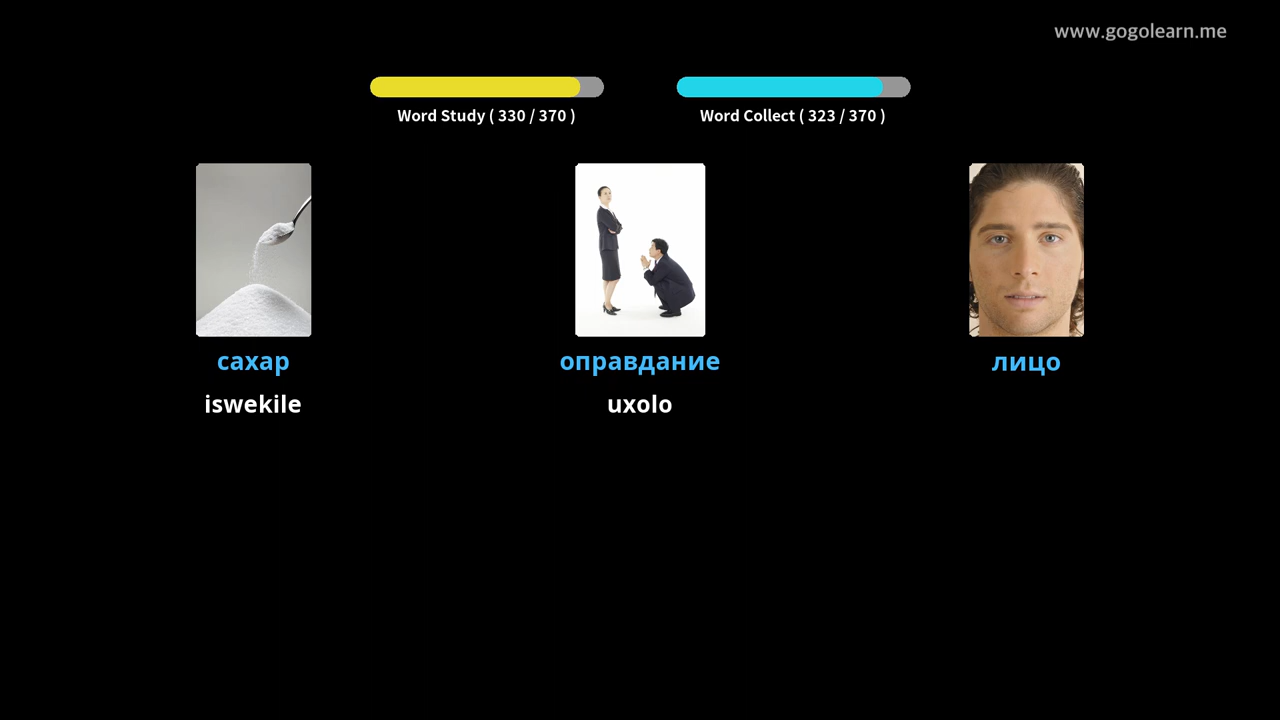 www.gogolearn.me
Word Study ( 330 / 370 )
Word Collect ( 323 / 370 )
сахар
оправдание
лицо
iswekile
uxolo